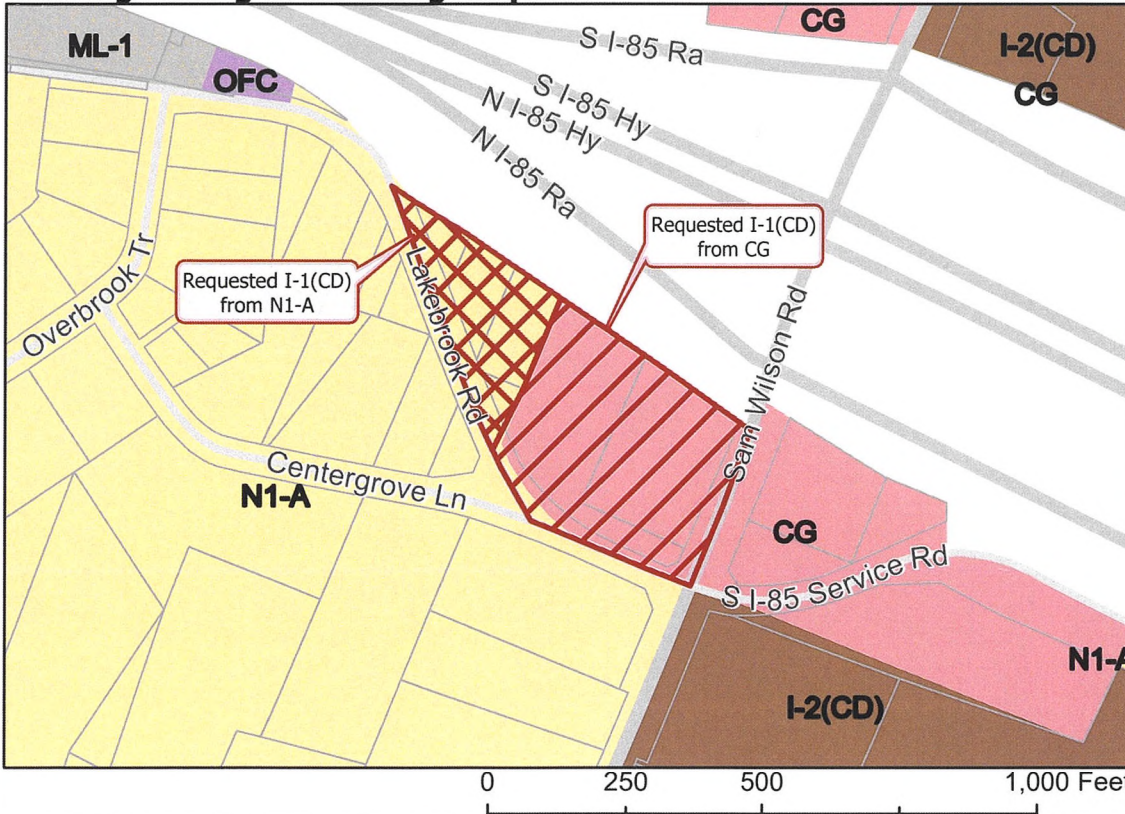 ML-1
OFC
CG
I-2(CD)
CG
S I-85 Ra
S I-85 Hy
N I-85 Hy
N I-85 Ra
Requested I-1(CD)
from CG
Requested I-1(CD)
from N1-A
Overbrook Tr
Lakebrook Rd
Sam Wilson Rd
Centergrove Ln
N1-A
CG
S I-85 Service Rd
N1-A
I-2(CD)
0 250 500 1,000 Feet